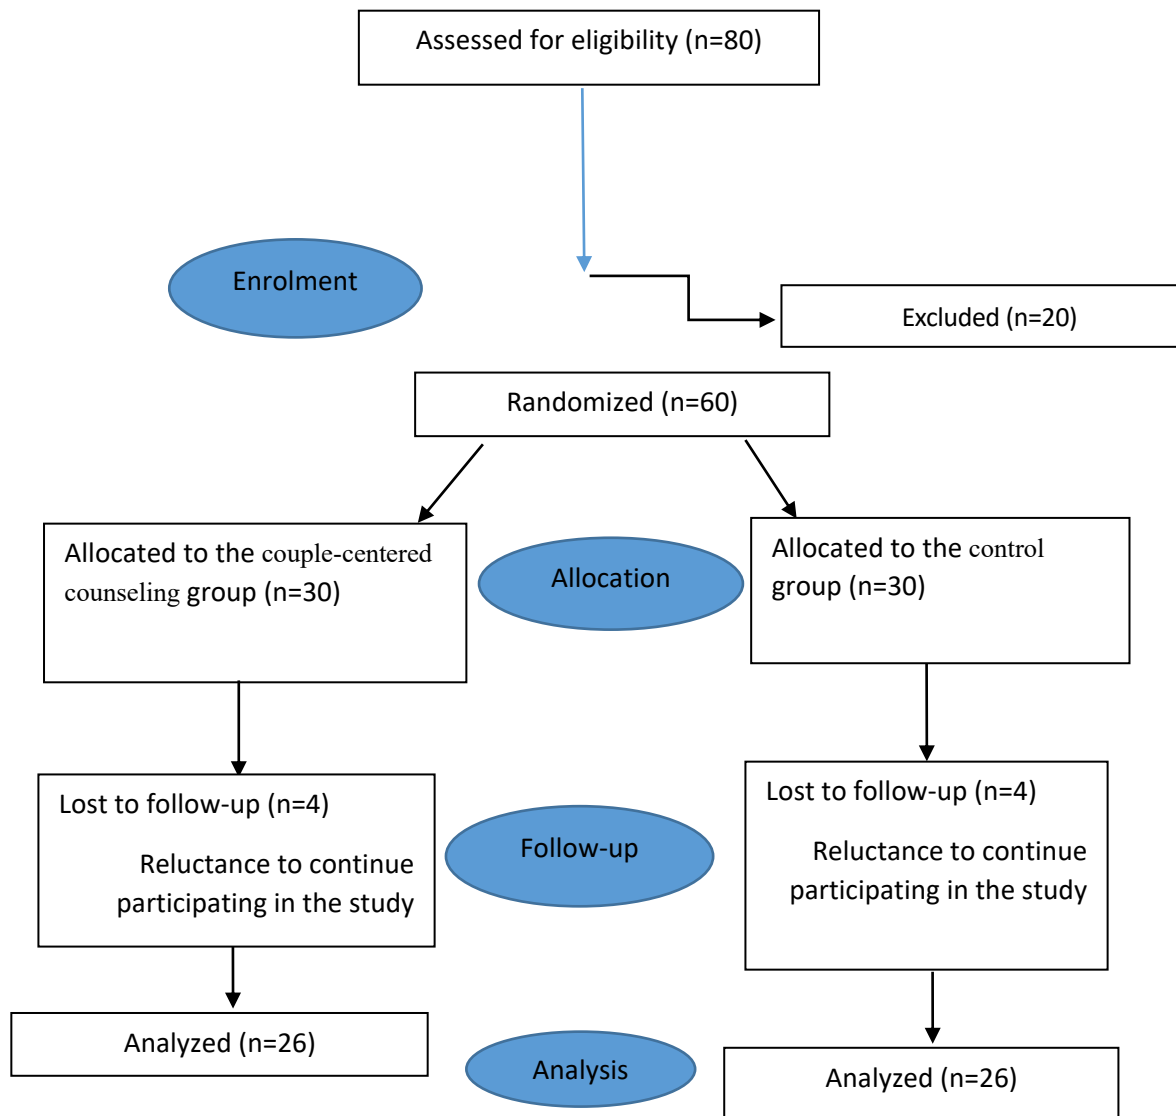 Assessed for eligibility (n=80)
Enrolment
Excluded (n=20)
Randomized (n=60)
Allocated to the couple-centered
counseling group (n=30)
Allocation
Allocated to the control
group (n=30)
Lost to follow-up (n=4)
Reluctance to continue
participating in the study
Follow-up
Lost to follow-up (n=4)
Reluctance to continue
participating in the study
Analyzed (n=26)
Analysis
Analyzed (n=26)